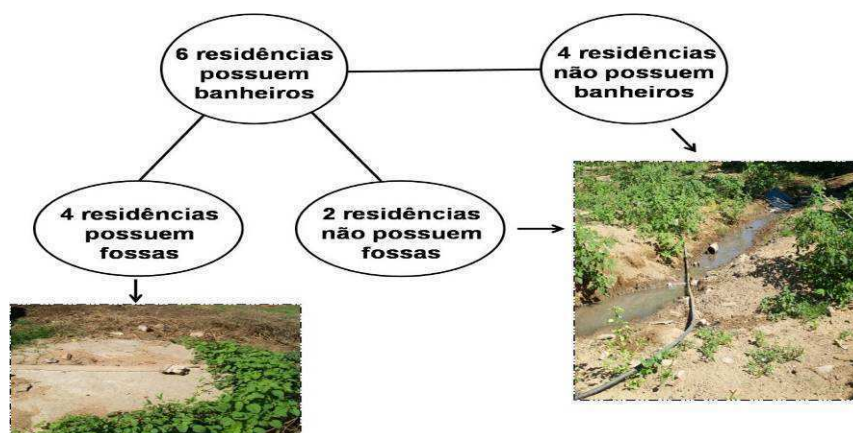 6 residências
possuem
banheiros
4 residências
não possuem
banheiros
4 residências
possuem
fossas
2 residências
não possuem
fossas